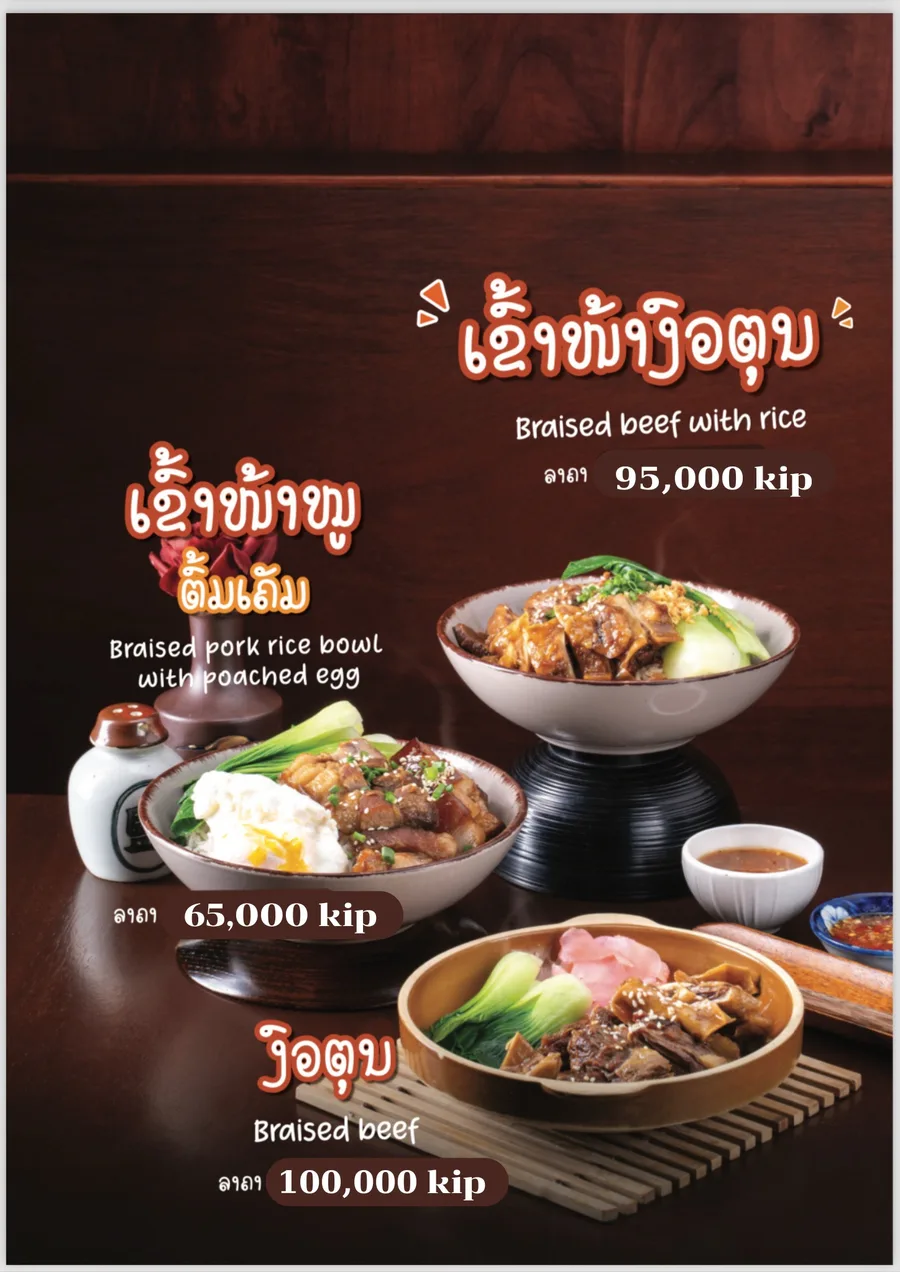 ເຂົ້າໜ້າງົວຕຸນ
Braised beef with rice
ລາຄາ 95,000 kip
ເຂົ້າໜ້າໝູ
ຕົ້ມເຄັມ
Braised pork rice bowl
with poached egg
ລາຄາ 65,000 kip
ງົວຕຸນ
Braised beef
ລາຄາ 100,000 kip